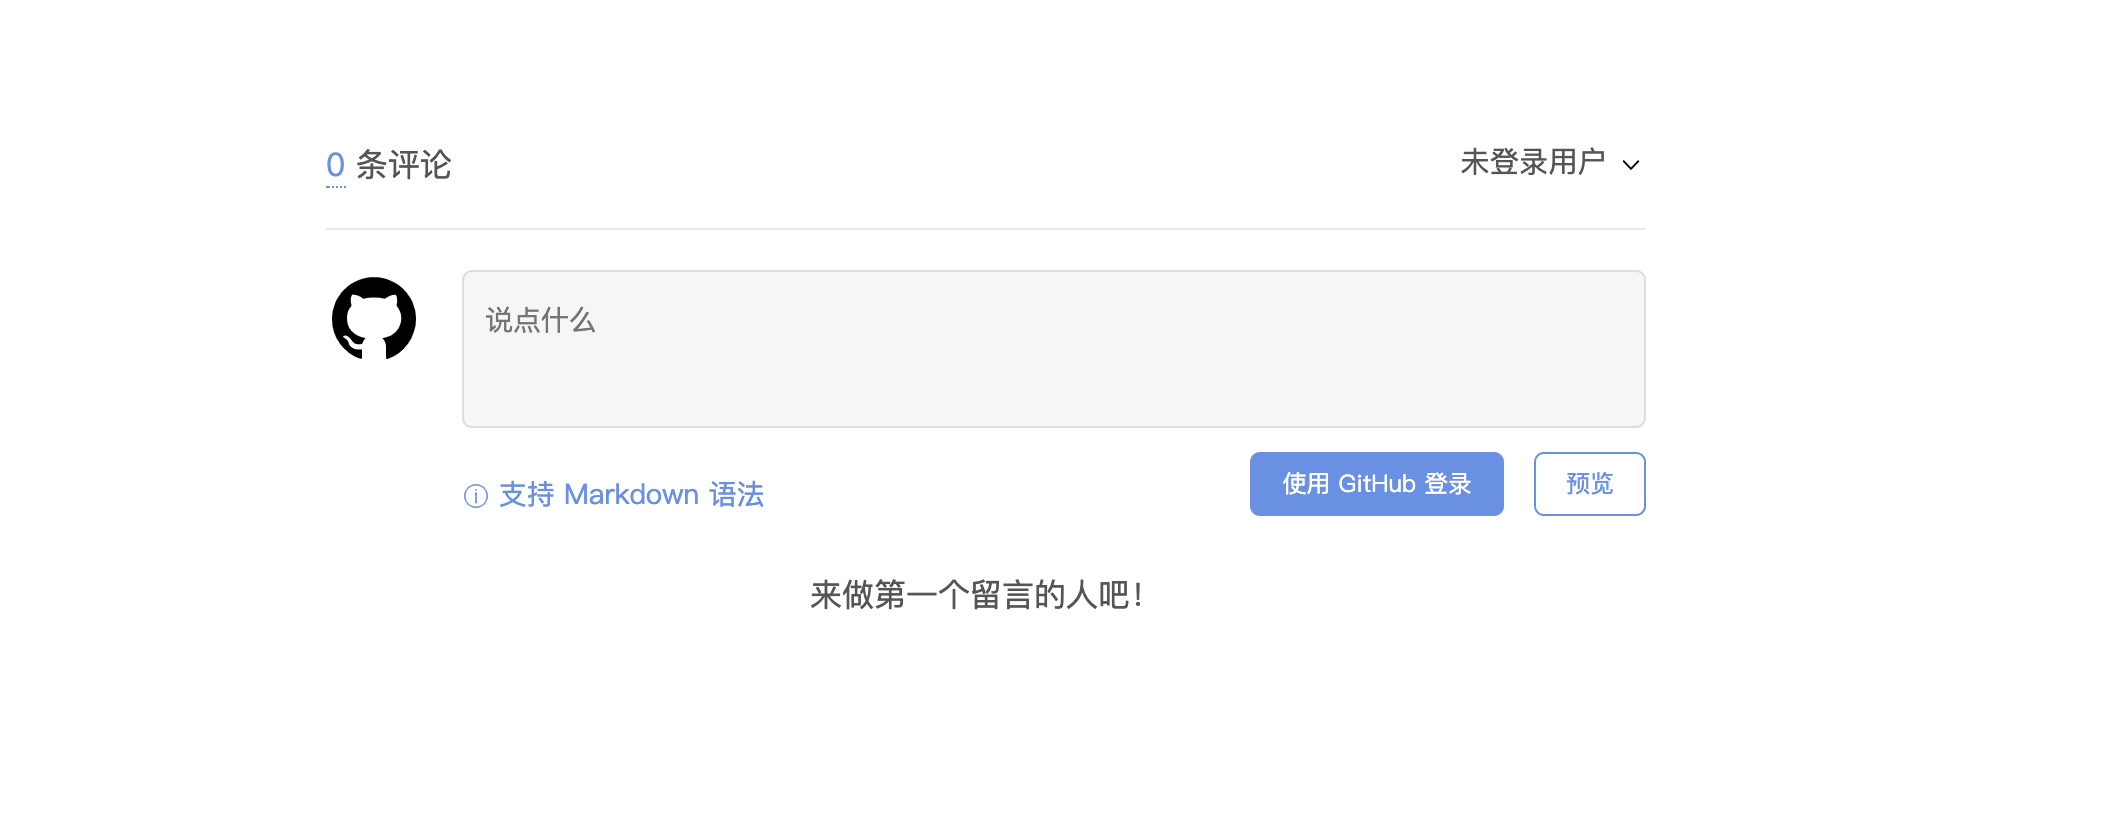 0 条评论
未登录用户
说点什么
支持 Markdown 语法
使用 GitHub 登录
预览
来做第一个留言的人吧！